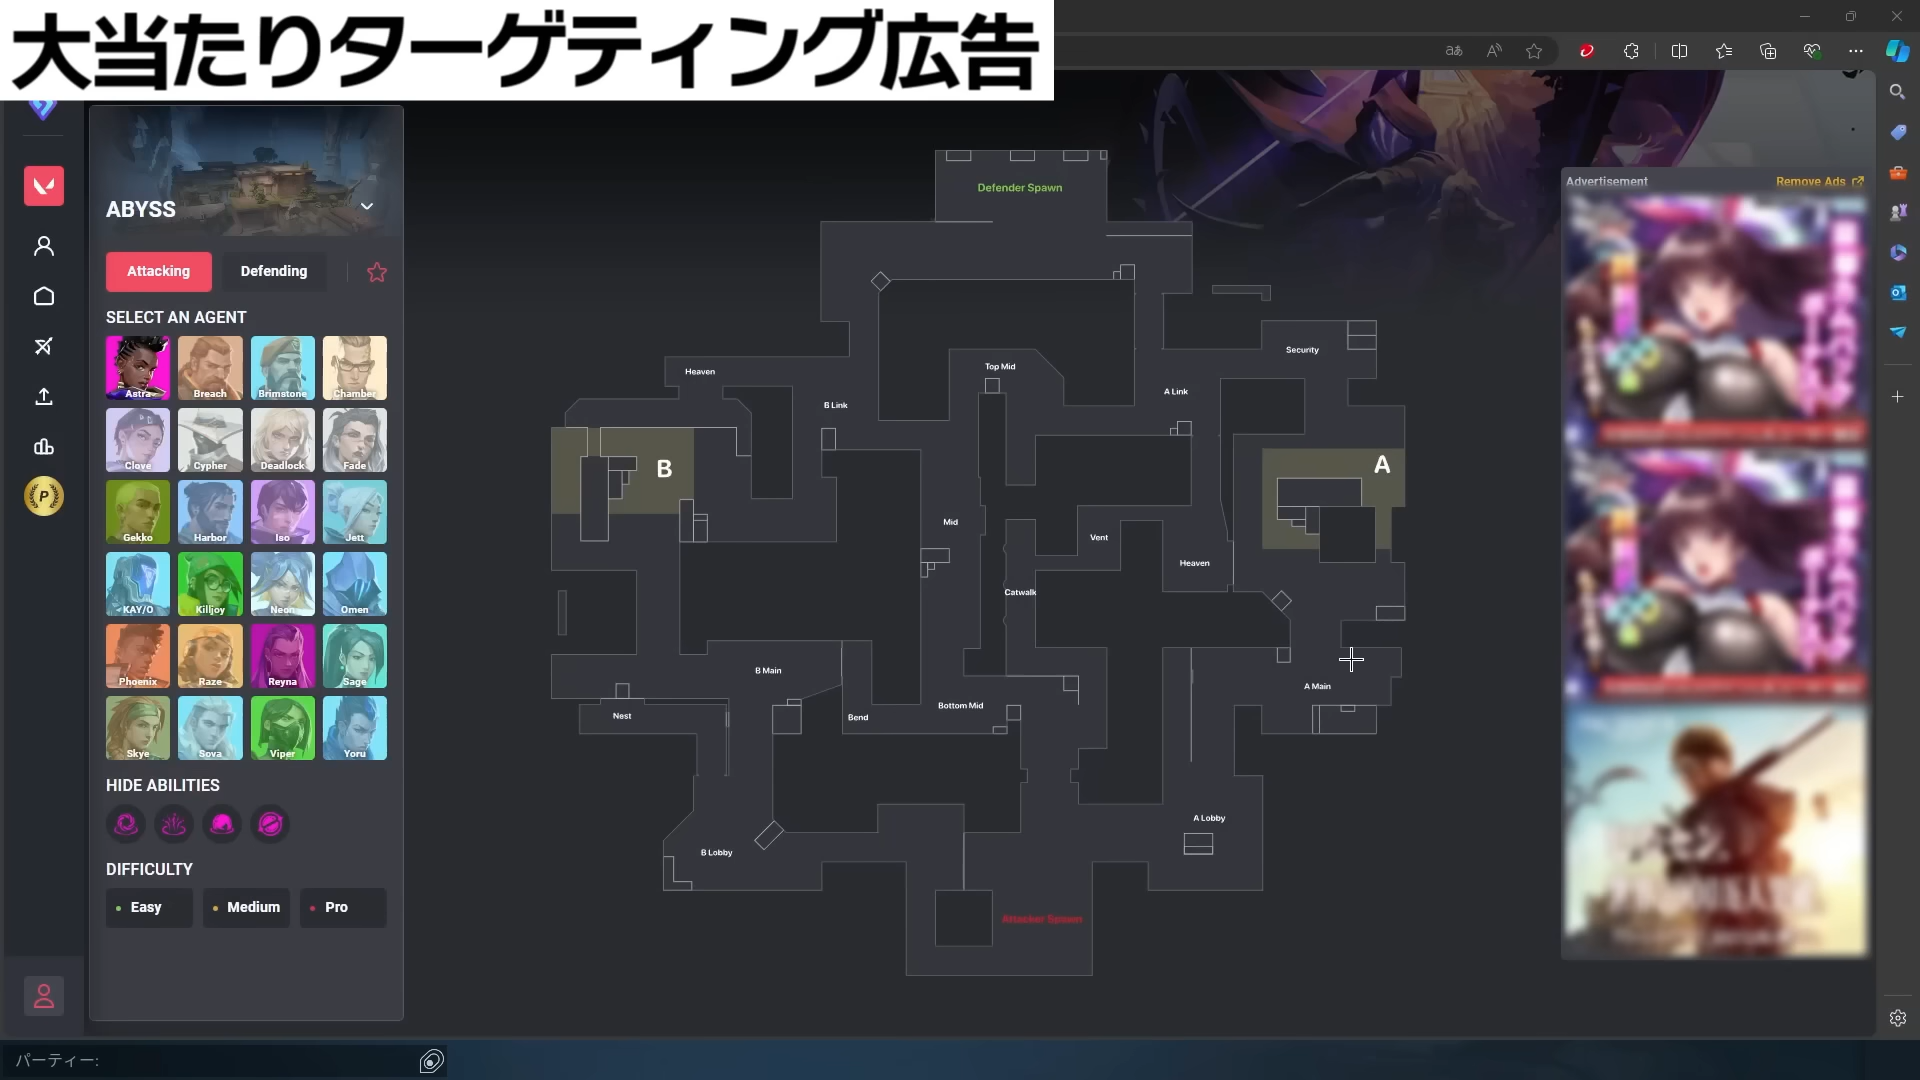 大当たりターゲティング広告
ABYSS
Attacking
Defending
SELECT AN AGENT
Astra
Breach
Brimstone
Chamber
Clove
Cypher
Deadlock
Fade
Gekko
Harbor
Iso
Jett
KAY/O
Killjoy
Neon
Omen
Phoenix
Raze
Reyna
Sage
Skye
Sova
Viper
Yoru
HIDE ABILITIES
DIFFICULTY
Easy
Medium
Pro
パーティー:
Defender Spawn
Security
Top Mid
Heaven
A Link
B Link
A
B
Mid
Vent
Heaven
Catwalk
B Main
A Main
Bottom Mid
Nest
Bend
A Lobby
B Lobby
Attacker Spawn
Advertisement
Remove Ads
P